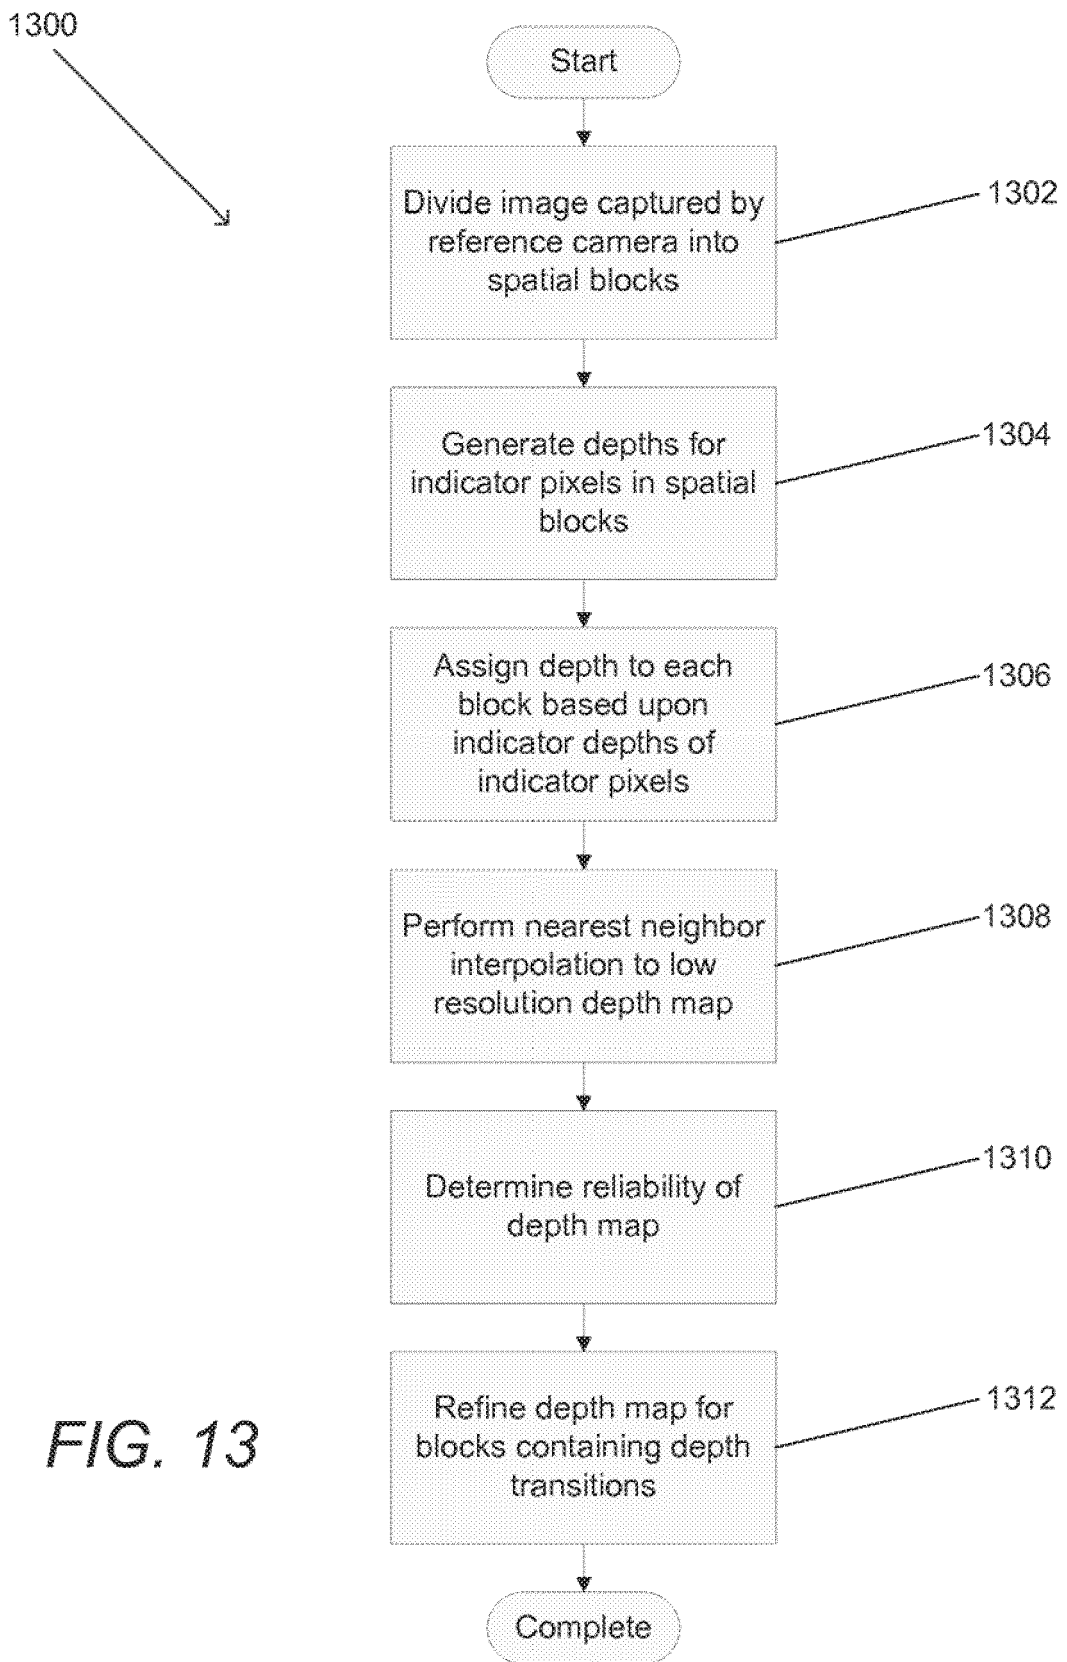 1300
Start
Divide image captured by
reference camera into
spatial blocks
1302
Generate depths for
indicator pixels in spatial
blocks
1304
Assign depth to each
block based upon
indicator depths of
indicator pixels
1306
Perform nearest neighbor
interpolation to low
resolution depth map
1308
Determine reliability of
depth map
1310
Refine depth map for
blocks containing depth
transitions
1312
FIG. 13
Complete